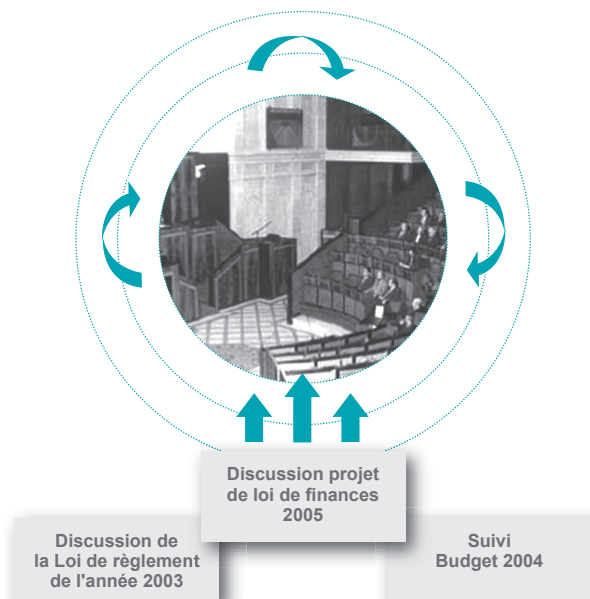 Discussion projet
de loi de finances
2005
Discussion de
la Loi de règlement
de l'année 2003
Suivi
Budget 2004